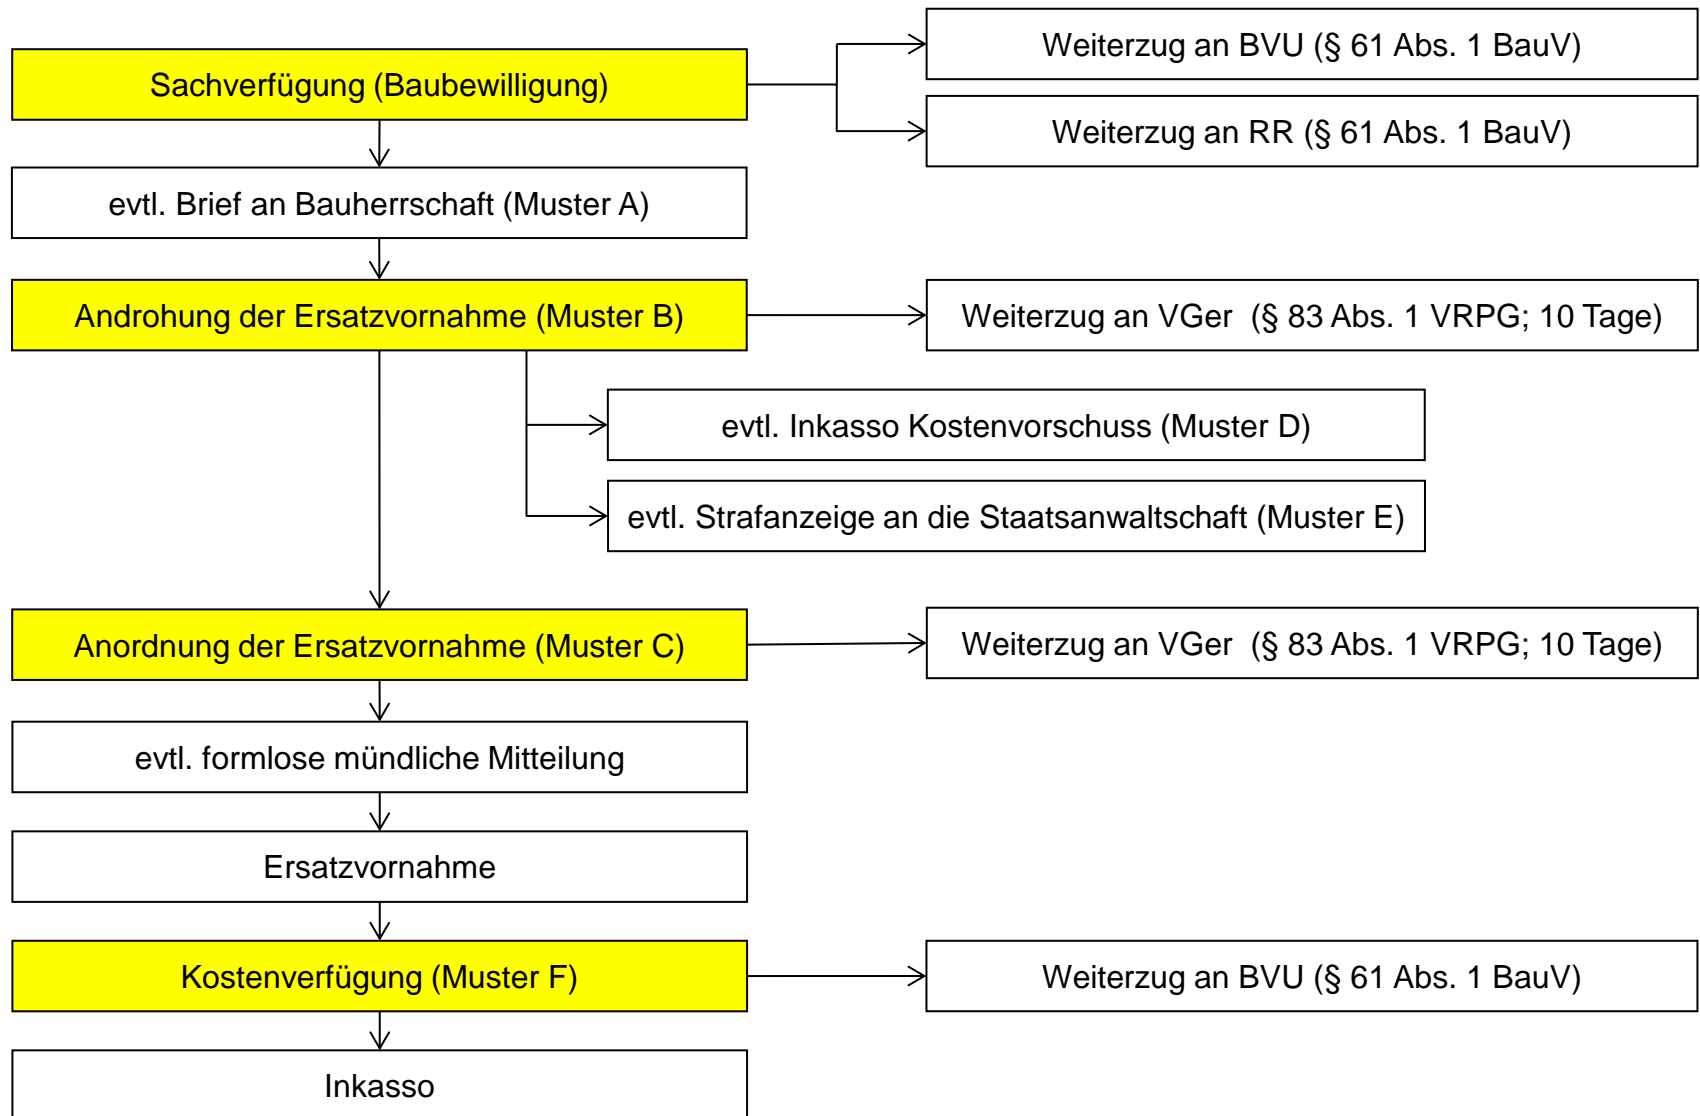 Weiterzug an BVU (§ 61 Abs. 1 BauV)
Sachverfügung (Baubewilligung)
Weiterzug an RR (§ 61 Abs. 1 BauV)
evtl. Brief an Bauherrschaft (Muster A)
Androhung der Ersatzvornahme (Muster B)
Weiterzug an VGer (§ 83 Abs. 1 VRPG; 10 Tage)
evtl. Inkasso Kostenvorschuss (Muster D)
evtl. Strafanzeige an die Staatsanwaltschaft (Muster E)
Anordnung der Ersatzvornahme (Muster C)
Weiterzug an VGer (§ 83 Abs. 1 VRPG; 10 Tage)
evtl. formlose mündliche Mitteilung
Ersatzvornahme
Kostenverfügung (Muster F)
Weiterzug an BVU (§ 61 Abs. 1 BauV)
Inkasso